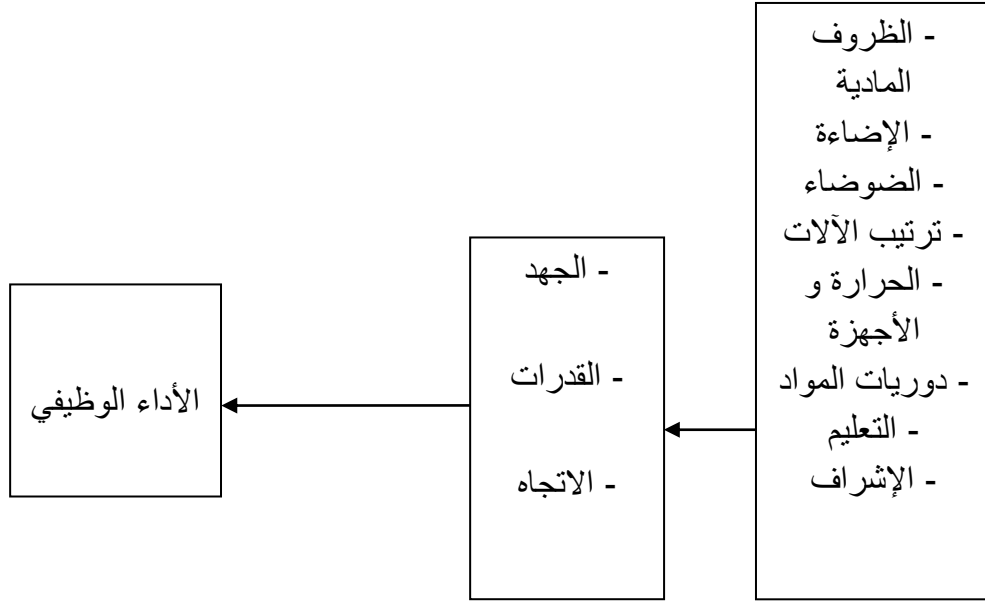 - الظروف
المادية
- الإضاءة
- الضوضاء
- ترتيب الآلات
- الحرارة و
الأجهزة
- دوريات المواد
- التعليم
- الإشراف
- الجهد
- القدرات
- الاتجاه
الأداء الوظيفي